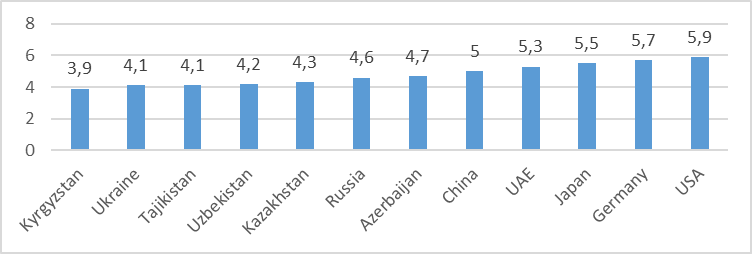 8
6
4
2
0
3,9
4,1
4,1
4,2
4,3
4,6
4,7
5
5,3
5,5
5,7
5,9
Kyrgyzstan
Ukraine
Tajikistan
Uzbekistan
Kazakhstan
Russia
Azerbaijan
China
UAE
Japan
Germany
USA